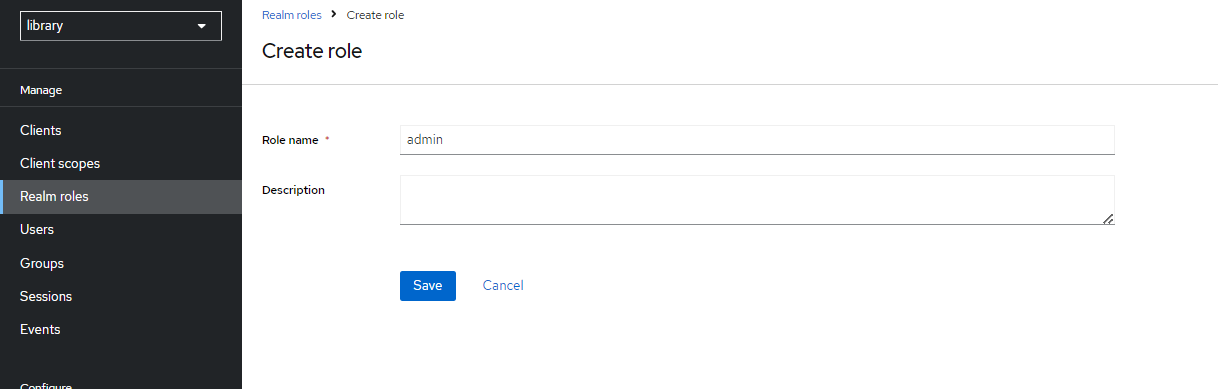 library
Manage
Clients
Client scopes
Realm roles
Users
Groups
Sessions
Events
Configure
Realm roles > Create role
Create role
Role name *
admin
Description
Save Cancel